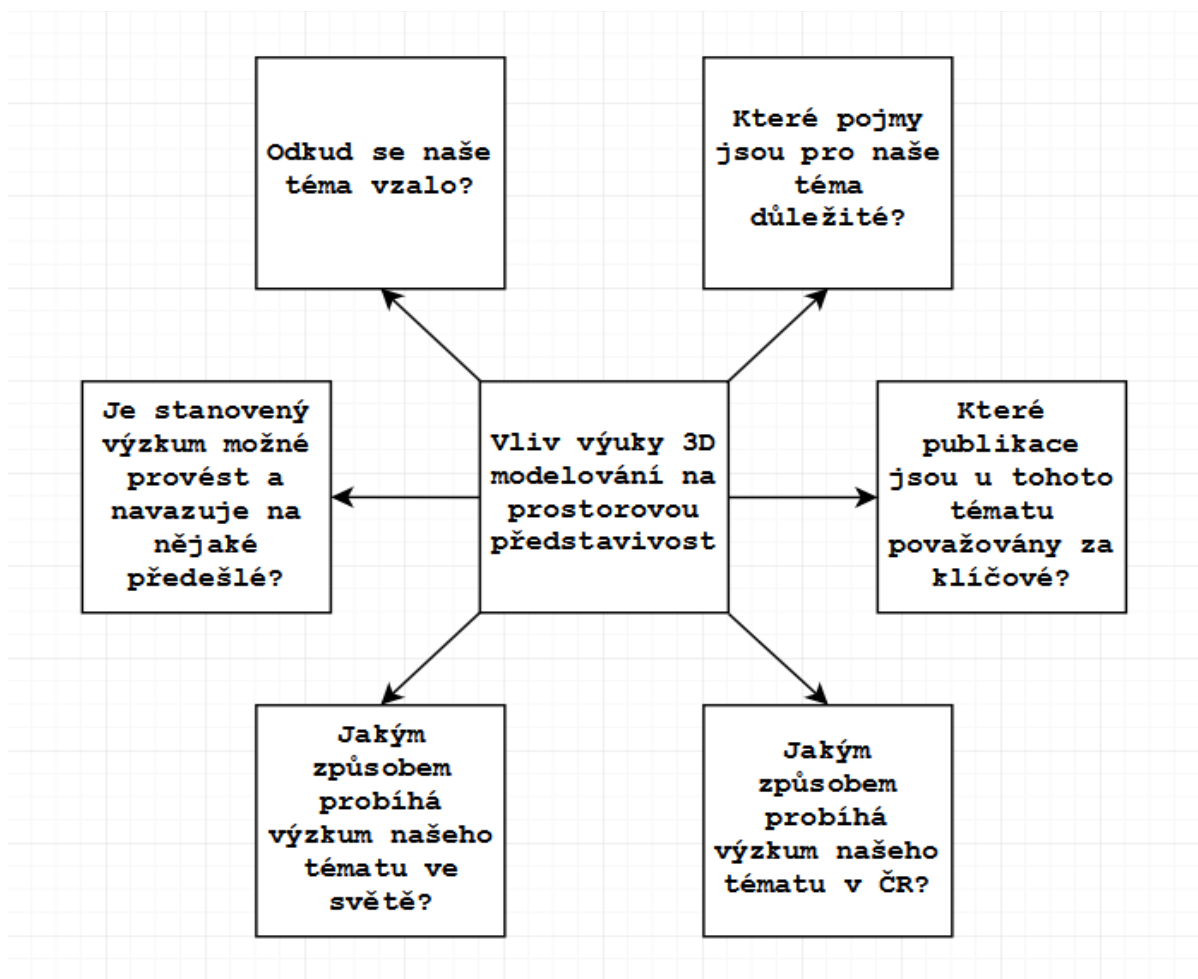 Odkud se naše
téma vzalo?
Které pojmy
jsou pro naše
téma
důležité?
Je stanovený
výzkum možné
provést a
navazuje na
nějaké
předešlé?
Vliv výuky 3D
modelování na
prostorovou
představivost
Které
publikace
jsou u tohoto
tématu
považovány za
klíčové?
Jakým
způsobem
probíhá
výzkum našeho
tématu ve
světě?
Jakým
způsobem
probíhá
výzkum našeho
tématu v ČR?